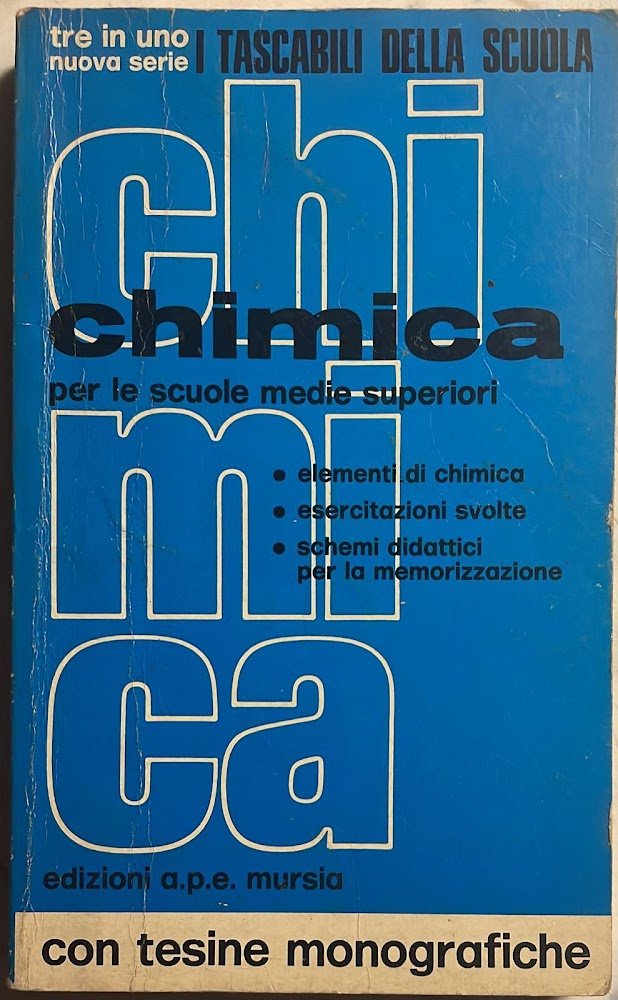 tre in uno
nuova serie
I TASCABILI DELLA SCUOLA
chi
mi
ca
chimica
per le scuole medie superiori
• elementi di chimica
• esercitazioni svolte
• schemi didattici
per la memorizzazione
edizioni a.p.e. mursia
con tesine monografiche